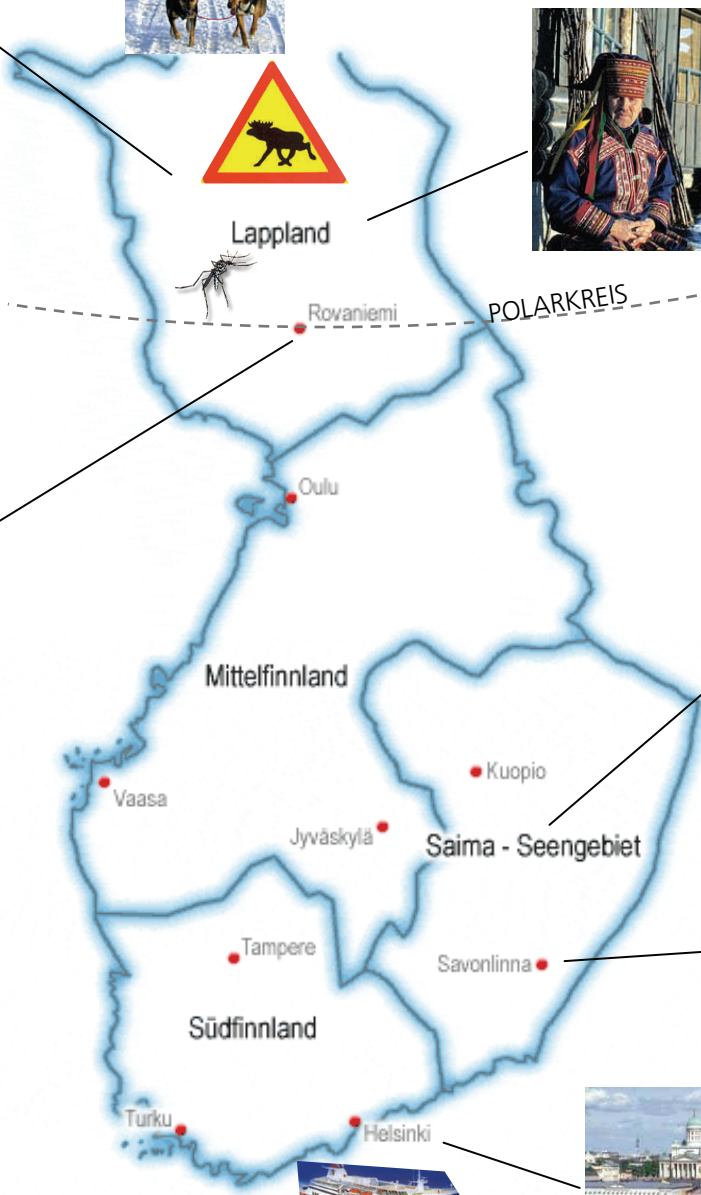 Lappland
POLARKREIS
Rovaniemi
Oulu
Mittelfinnland
Kuopio
Vaasa
Jyväskylä
Saima - Seengebiet
Tampere
Savonlinna
Südfinnland
Turku
Helsinki